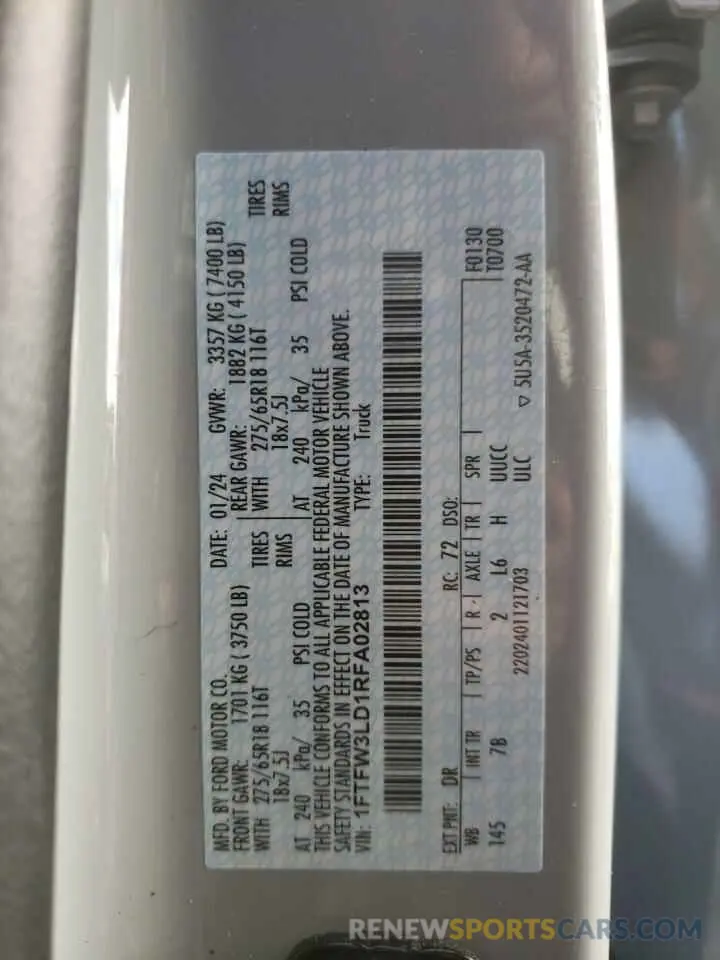 MFD. BY FORD MOTOR CO.
DATE: 01/24 GVWR: 3357 KG ( 7400 LB)
FRONT GAWR: 1701 KG ( 3750 LB) REAR GAWR: 1882 KG ( 4150 LB)
WITH 275/65R18 116T TIRES WITH 275/65R18 116T TIRES
18x7.5J RIMS 18x7.5J RIMS
AT 240 kPa/ 35 PSI COLD AT 240 kPa/ 35 PSI COLD
THIS VEHICLE CONFORMS TO ALL APPLICABLE FEDERAL MOTOR VEHICLE
SAFETY STANDARDS IN EFFECT ON THE DATE OF MANUFACTURE SHOWN ABOVE.
VIN: 1FTFW3LD1RFA02813 TYPE: Truck
EXT PNT: DR RC: 72 DSO: F0130
WB INT TR TP/PS R AXLE TR SPR T0700
145 7B 2 L6 H UUCC
2202401121703 ULC ▽ 5U5A-3520472-AA
RENEWSPORTSCARS.COM